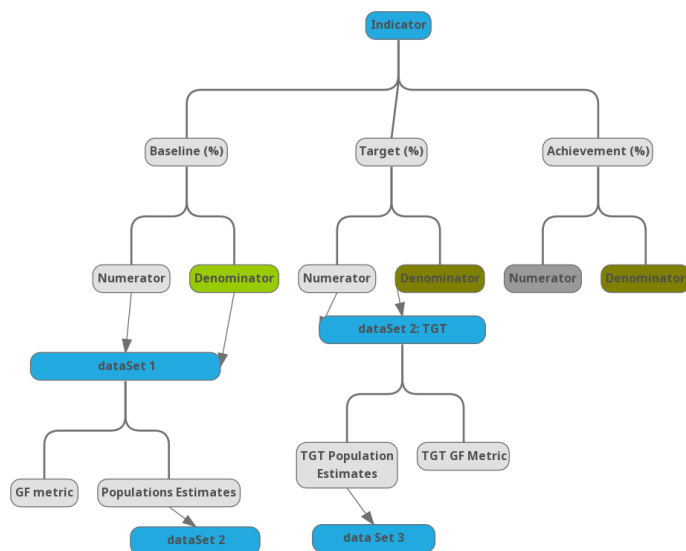 Indicator
Baseline (%)
Target (%)
Achievement (%)
Numerator
Denominator
Numerator
Denominator
Numerator
Denominator
dataSet 2: TGT
dataSet 1
TGT Population
Estimates
TGT GF Metric
GF metric
Populations Estimates
dataSet 2
data Set 3